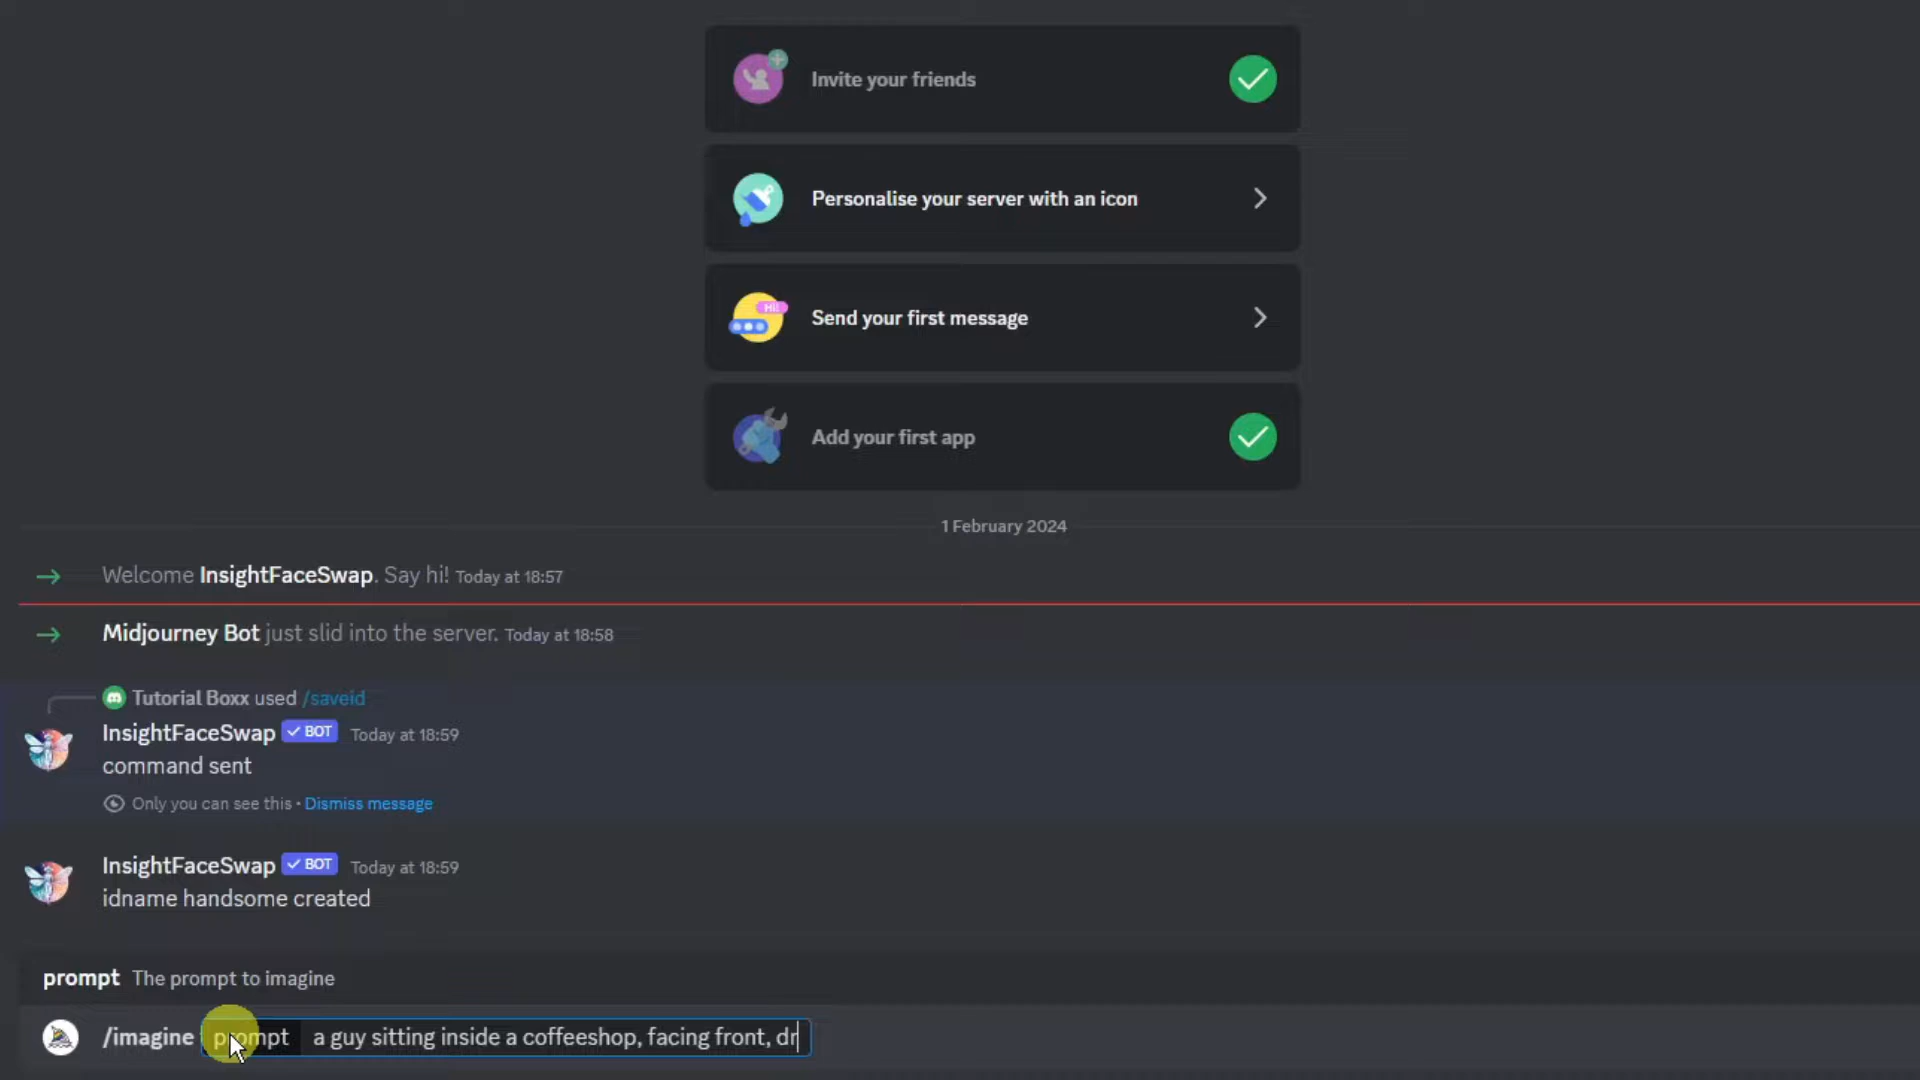 Invite your friends
Personalise your server with an icon
Hi!
Send your first message
Add your first app
1 February 2024
Welcome InsightFaceSwap. Say hi! Today at 18:57
Midjourney Bot just slid into the server. Today at 18:58
Tutorial Boxx used /saveid
InsightFaceSwap BOT Today at 18:59
command sent
Only you can see this • Dismiss message
InsightFaceSwap BOT Today at 18:59
idname handsome created
prompt The prompt to imagine
/imagine prompt a guy sitting inside a coffeeshop, facing front, dr